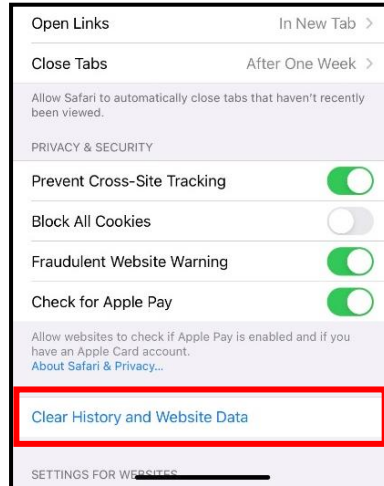 Open Links In New Tab >
Close Tabs After One Week >
Allow Safari to automatically close tabs that haven't recently
been viewed.
PRIVACY & SECURITY
Prevent Cross-Site Tracking
Block All Cookies
Fraudulent Website Warning
Check for Apple Pay
Allow websites to check if Apple Pay is enabled and if you
have an Apple Card account.
About Safari & Privacy...
Clear History and Website Data
SETTINGS FOR WEBSITES